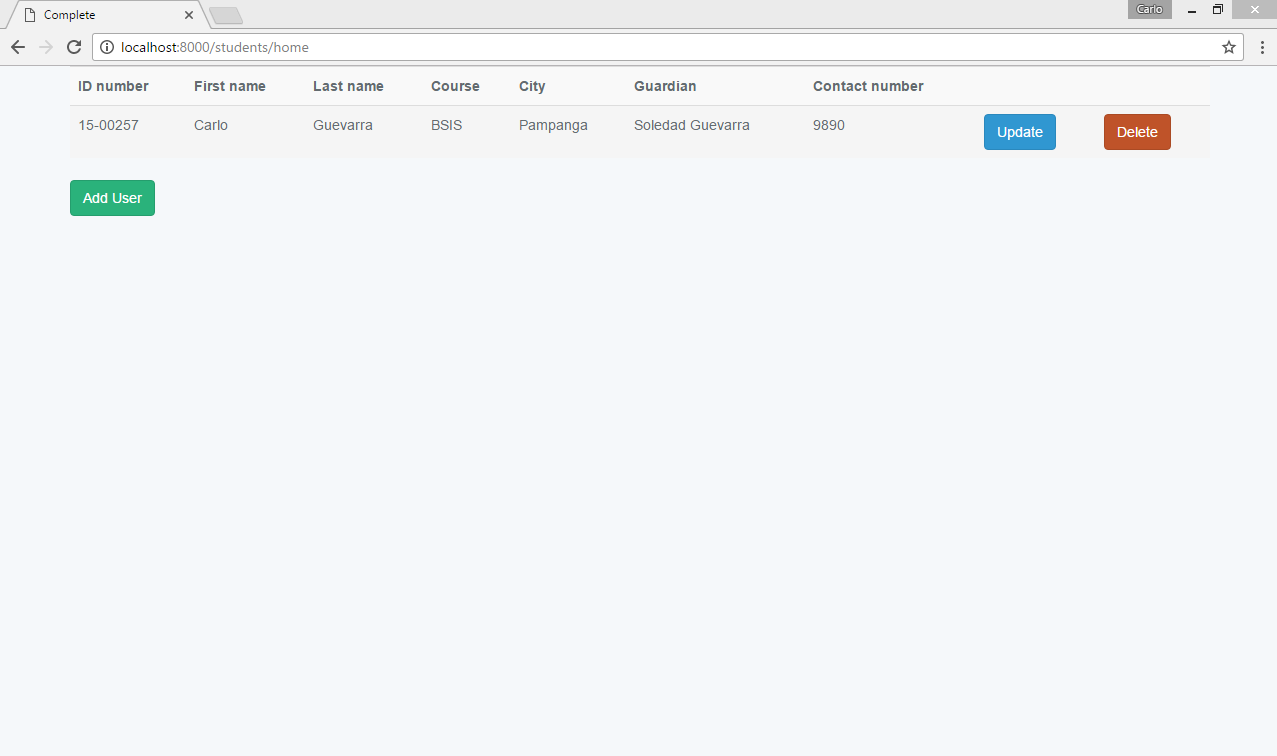 Complete
Carlo
localhost:8000/students/home
ID number First name Last name Course City Guardian Contact number
15-00257 Carlo Guevarra BSIS Pampanga Soledad Guevarra 9890 Update Delete
Add User